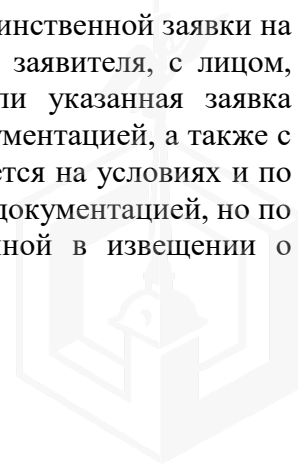 инственной заявки на
заявителя, с лицом,
ли указанная заявка
ументацией, а также с
ется на условиях и по
документацией, но по
нной в извещении о